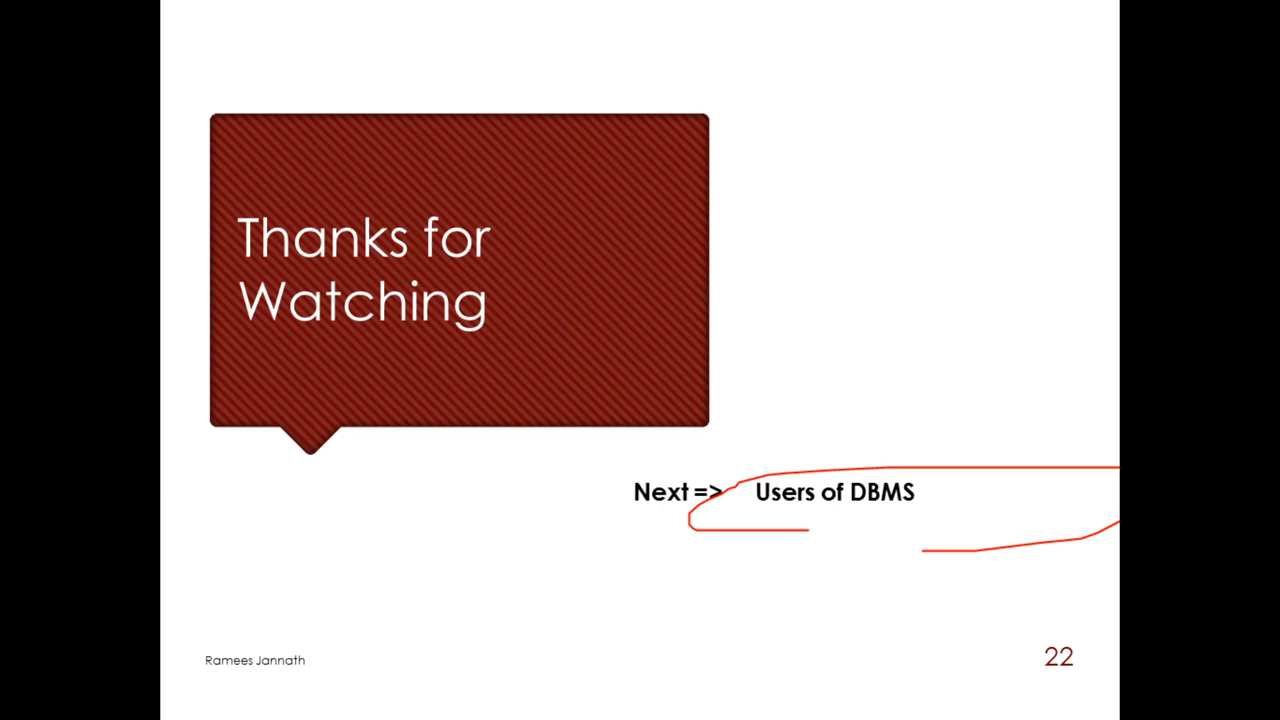 Thanks for
Watching
Next => Users of DBMS
Ramees Jannath
22